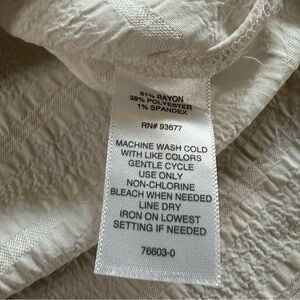 61% RAYON
38% POLYESTER
1% SPANDEX
RN# 93677
MACHINE WASH COLD
WITH LIKE COLORS
GENTLE CYCLE
USE ONLY
NON-CHLORINE
BLEACH WHEN NEEDED
LINE DRY
IRON ON LOWEST
SETTING IF NEEDED
76603-0